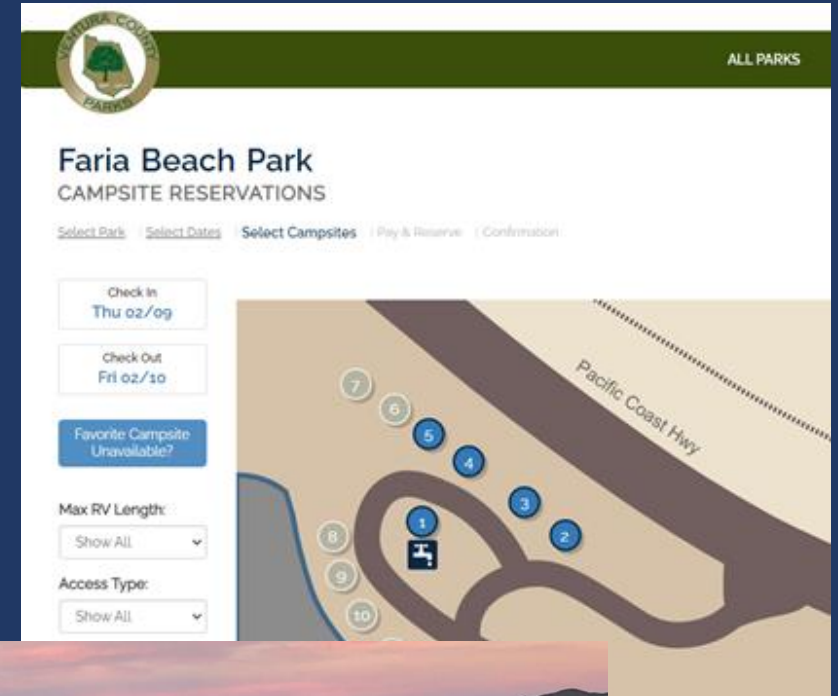 VENTURA COUNTY
PARKS
ALL PARKS
Faria Beach Park
CAMPSITE RESERVATIONS
Select Park | Select Dates | Select Campsites | Pay & Reserve | Confirmation
Check In
Thu 02/09
Check Out
Fri 02/10
Favorite Campsite
Unavailable?
Max RV Length:
Show All
Access Type:
Show All
Pacific Coast Hwy
7
6
5
4
3
2
1
8
9
10